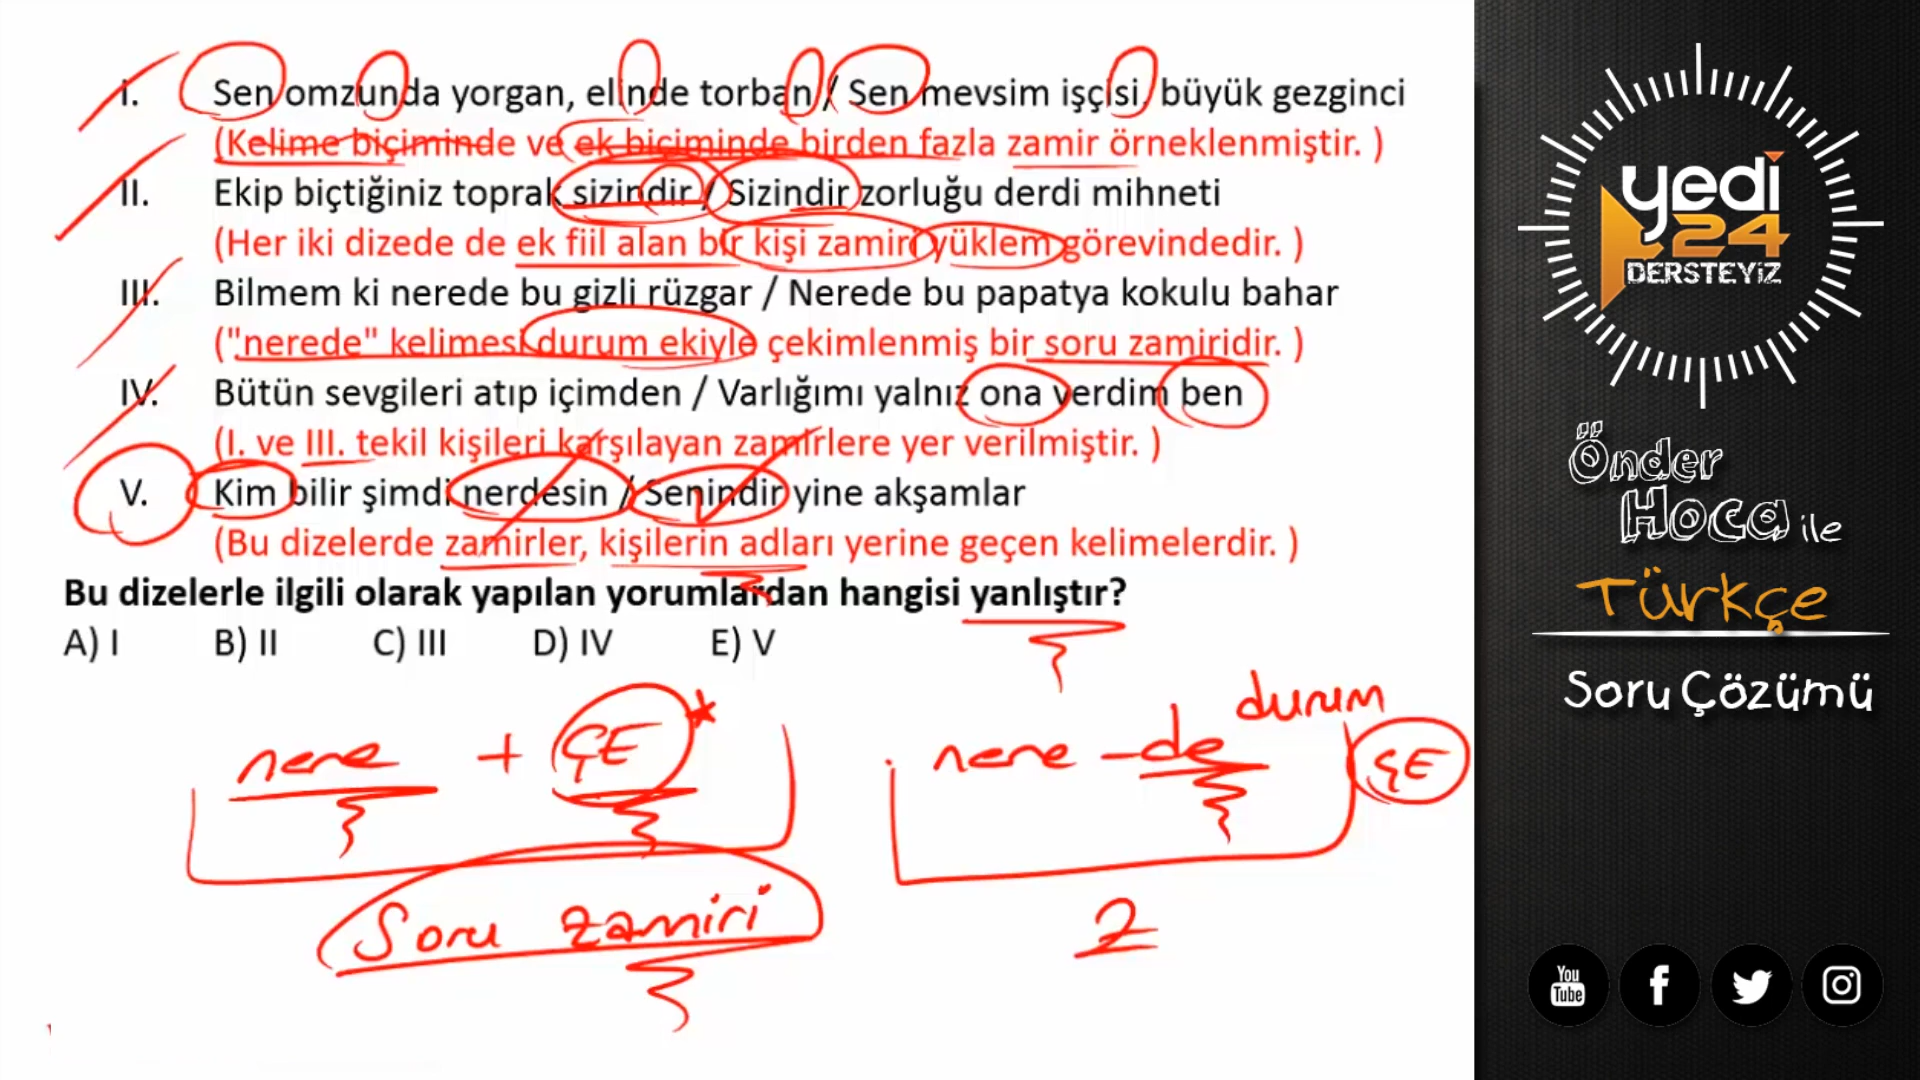 I. Sen omzunda yorgan, elinde torban / Sen mevsim işçisi, büyük gezginci
(Kelime biçiminde ve ek biçiminde birden fazla zamir örneklenmiştir. )
II. Ekip biçtiğiniz toprak sizindir / Sizindir zorluğu derdi mihneti
(Her iki dizede de ek fiil alan bir kişi zamiri yüklem görevindedir. )
III. Bilmem ki nerede bu gizli rüzgar / Nerede bu papatya kokulu bahar
("nerede" kelimesi durum ekiyle çekimlenmiş bir soru zamiridir. )
IV. Bütün sevgileri atıp içimden / Varlığımı yalnız ona verdim ben
(I. ve III. tekil kişileri karşılayan zamirlere yer verilmiştir. )
V. Kim bilir şimdi nerdesin / Senindir yine akşamlar
(Bu dizelerde zamirler, kişilerin adları yerine geçen kelimelerdir. )
Bu dizelerle ilgili olarak yapılan yorumlardan hangisi yanlıştır?
A) I B) II C) III D) IV E) V
durum
nere + ÇE nere -de ÇE
Soru zamiri
2
yedi
24
DERSTEYİZ
Önder
Hoca ile
Türkçe
Soru Çözümü
You
Tube